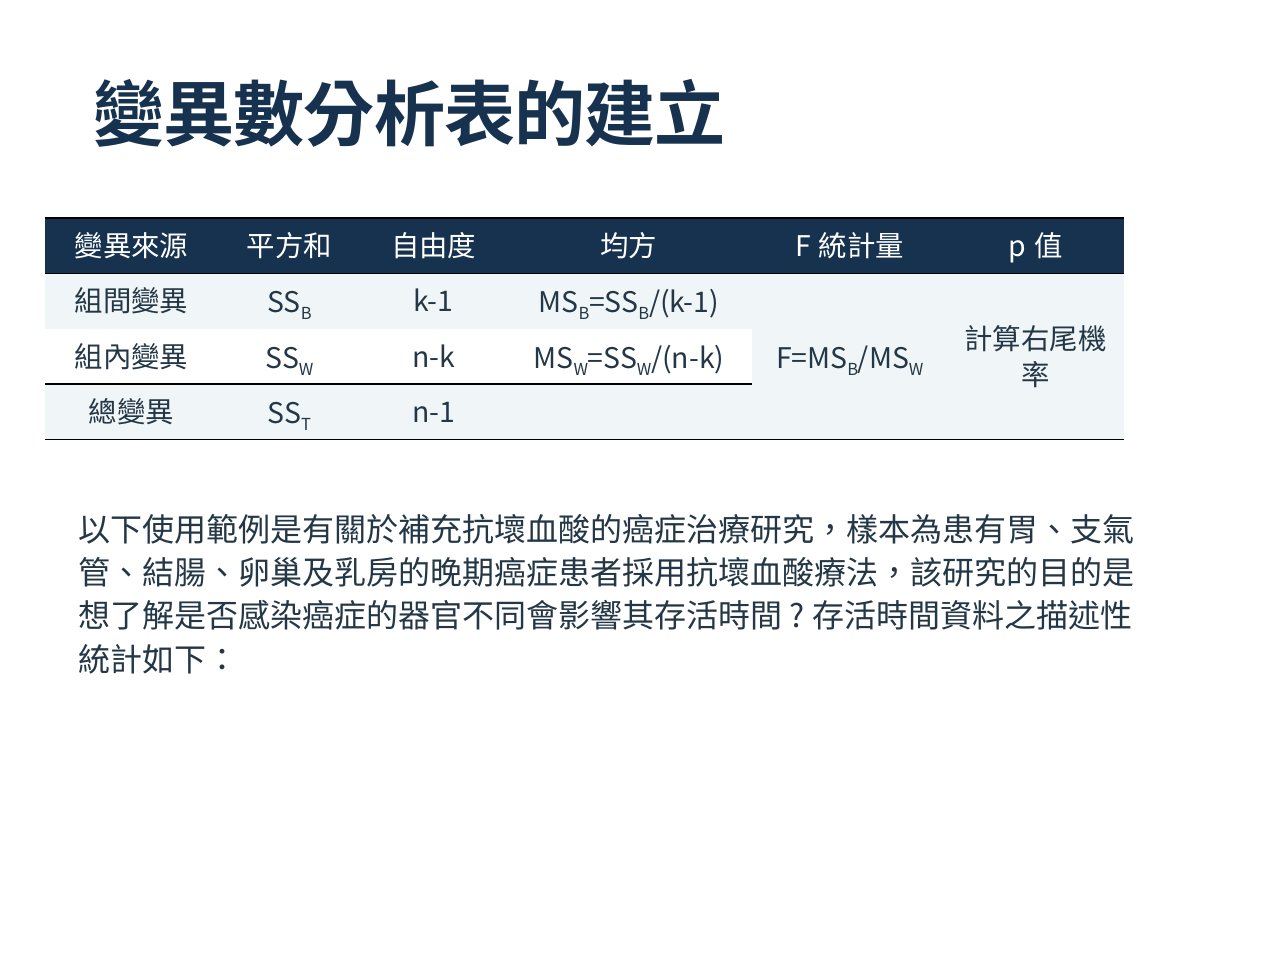 變異數分析表的建立
變異來源 平方和 自由度 均方 F 統計量 p 值
組間變異 SSB k-1 MSB=SSB/(k-1)
組內變異 SSW n-k MSW=SSW/(n-k) F=MSB/MSW 計算右尾機
率
總變異 SST n-1
以下使用範例是有關於補充抗壞血酸的癌症治療研究，樣本為患有胃、支氣
管、結腸、卵巢及乳房的晚期癌症患者採用抗壞血酸療法，該研究的目的是
想了解是否感染癌症的器官不同會影響其存活時間？存活時間資料之描述性
統計如下：